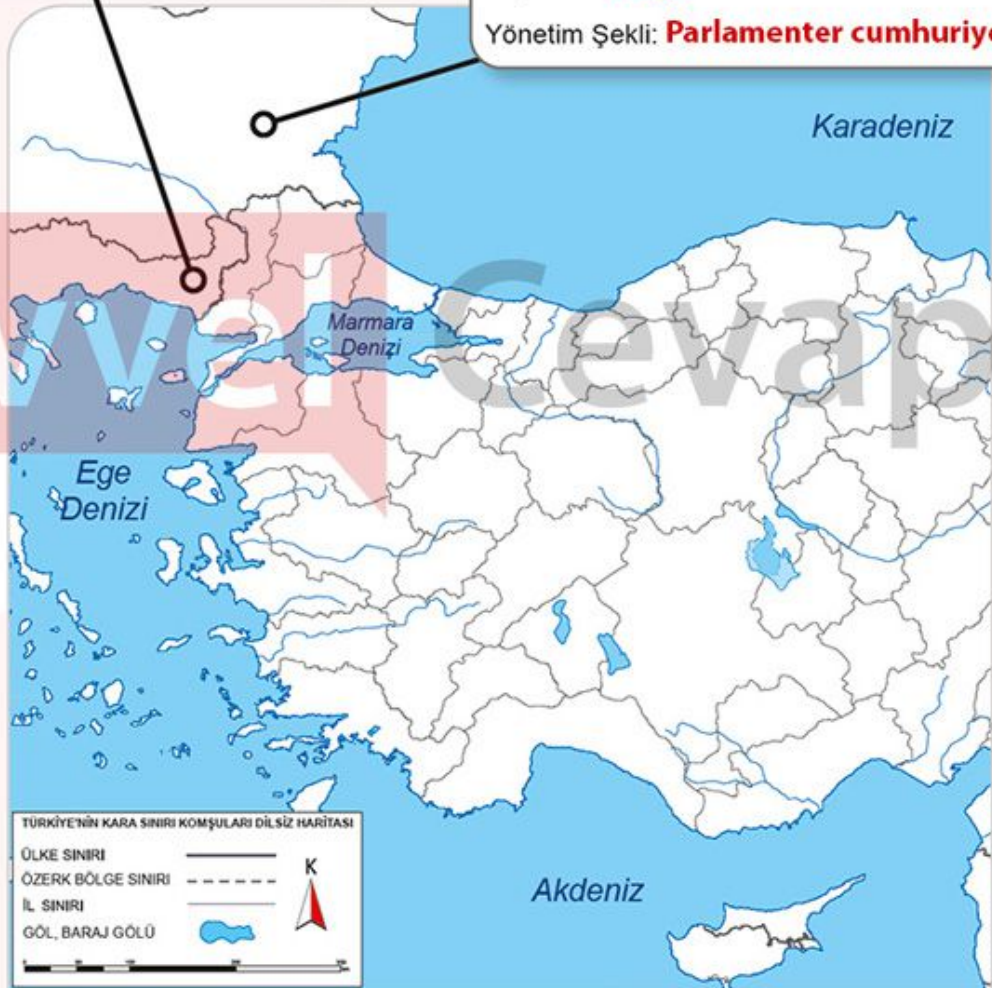 Yönetim Şekli: Parlamenter
Karadeniz
Marmara
Denizi
Cevap
Ege
Denizi
TÜRKİYE'NİN KARA SINIRI KOMŞULARI DİLSİZ HARİTASI
ÜLKE SINIRI
ÖZERK BÖLGE SINIRI
İL SINIRI
GÖL, BARAJ GÖLÜ
K
Akdeniz